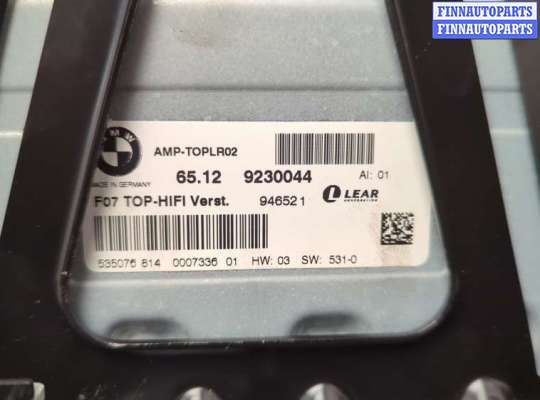 FINNAUTOPARTS
FINNAUTOPARTS
BMW
AMP-TOPLR02
65.12 9230044 AI: 01
MADE IN GERMANY
F07 TOP-HIFI Verst. 946521 LEAR
CORPORATION
535076 814 0007336 01 HW: 03 SW: 531-0